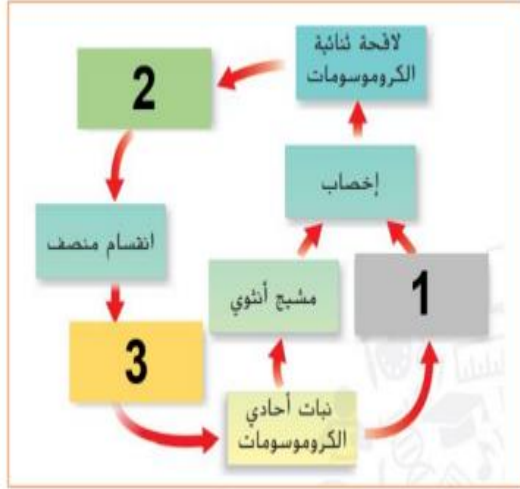 لاقحة ثنائية
الكروموسومات
2
إخصاب
انقسام منصف
مشيج أنثوي
1
3
نبات أحادي
الكروموسومات